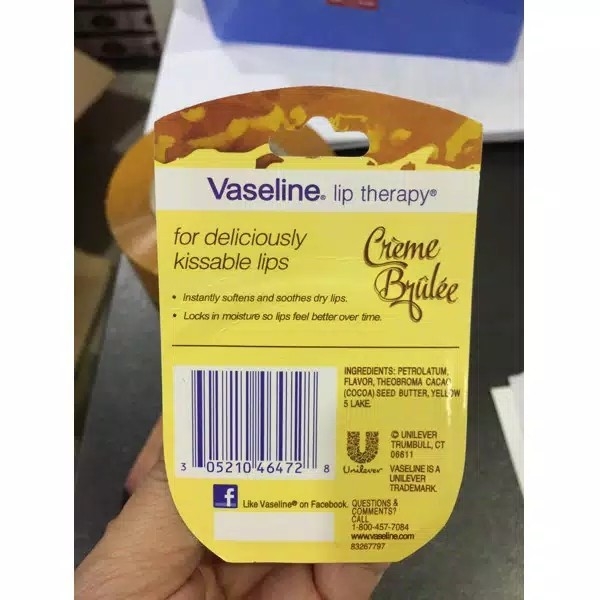 Vaseline® lip therapy®
for deliciously
kissable lips
Crème
Brûlée
• Instantly softens and soothes dry lips.
• Locks in moisture so lips feel better over time.
INGREDIENTS: PETROLATUM,
FLAVOR, THEOBROMA CACAO
(COCOA) SEED BUTTER, YELLOW
5 LAKE.
3 05210 46472 8
Unilever
© UNILEVER
TRUMBULL, CT
06611
VASELINE IS A
UNILEVER
TRADEMARK.
f
facebook
Like Vaseline® on Facebook.
QUESTIONS &
COMMENTS?
CALL
1-800-457-7084
www.vaseline.com
83267797